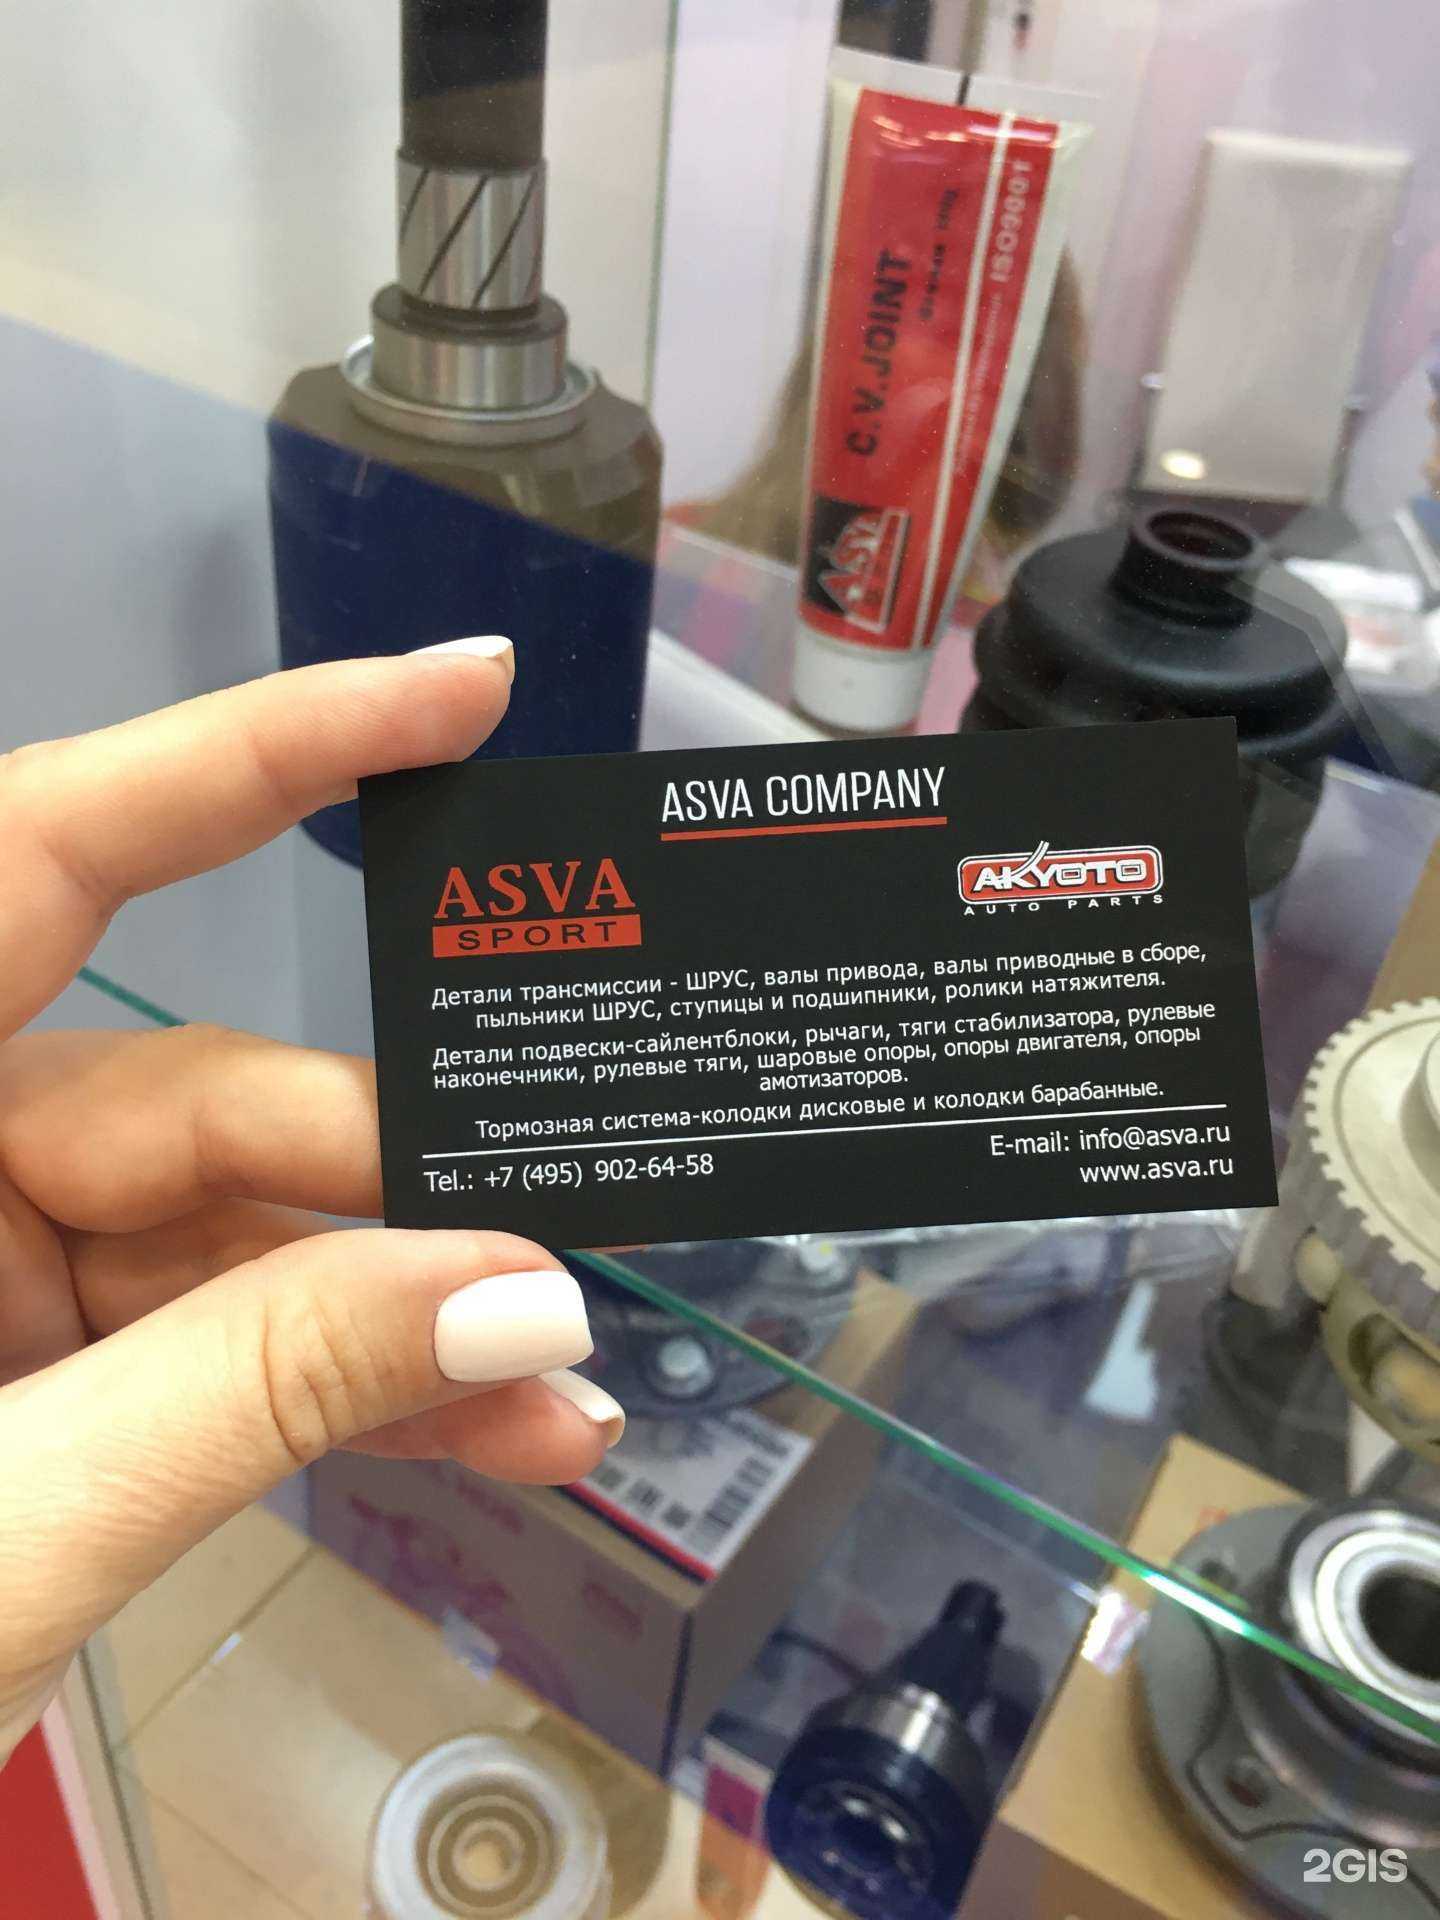 C.V.JOINT
ISO9001
ASVA
ASVA COMPANY
ASVA
SPORT
AKYOTO
AUTO PARTS
Детали трансмиссии - ШРУС, валы привода, валы приводные в сборе,
пыльники ШРУС, ступицы и подшипники, ролики натяжителя.
Детали подвески-сайлентблоки, рычаги, тяги стабилизатора, рулевые
наконечники, рулевые тяги, шаровые опоры, опоры двигателя, опоры
амотизаторов.
Тормозная система-колодки дисковые и колодки барабанные.
Tel.: +7 (495) 902-64-58
E-mail: info@asva.ru
www.asva.ru
2GIS